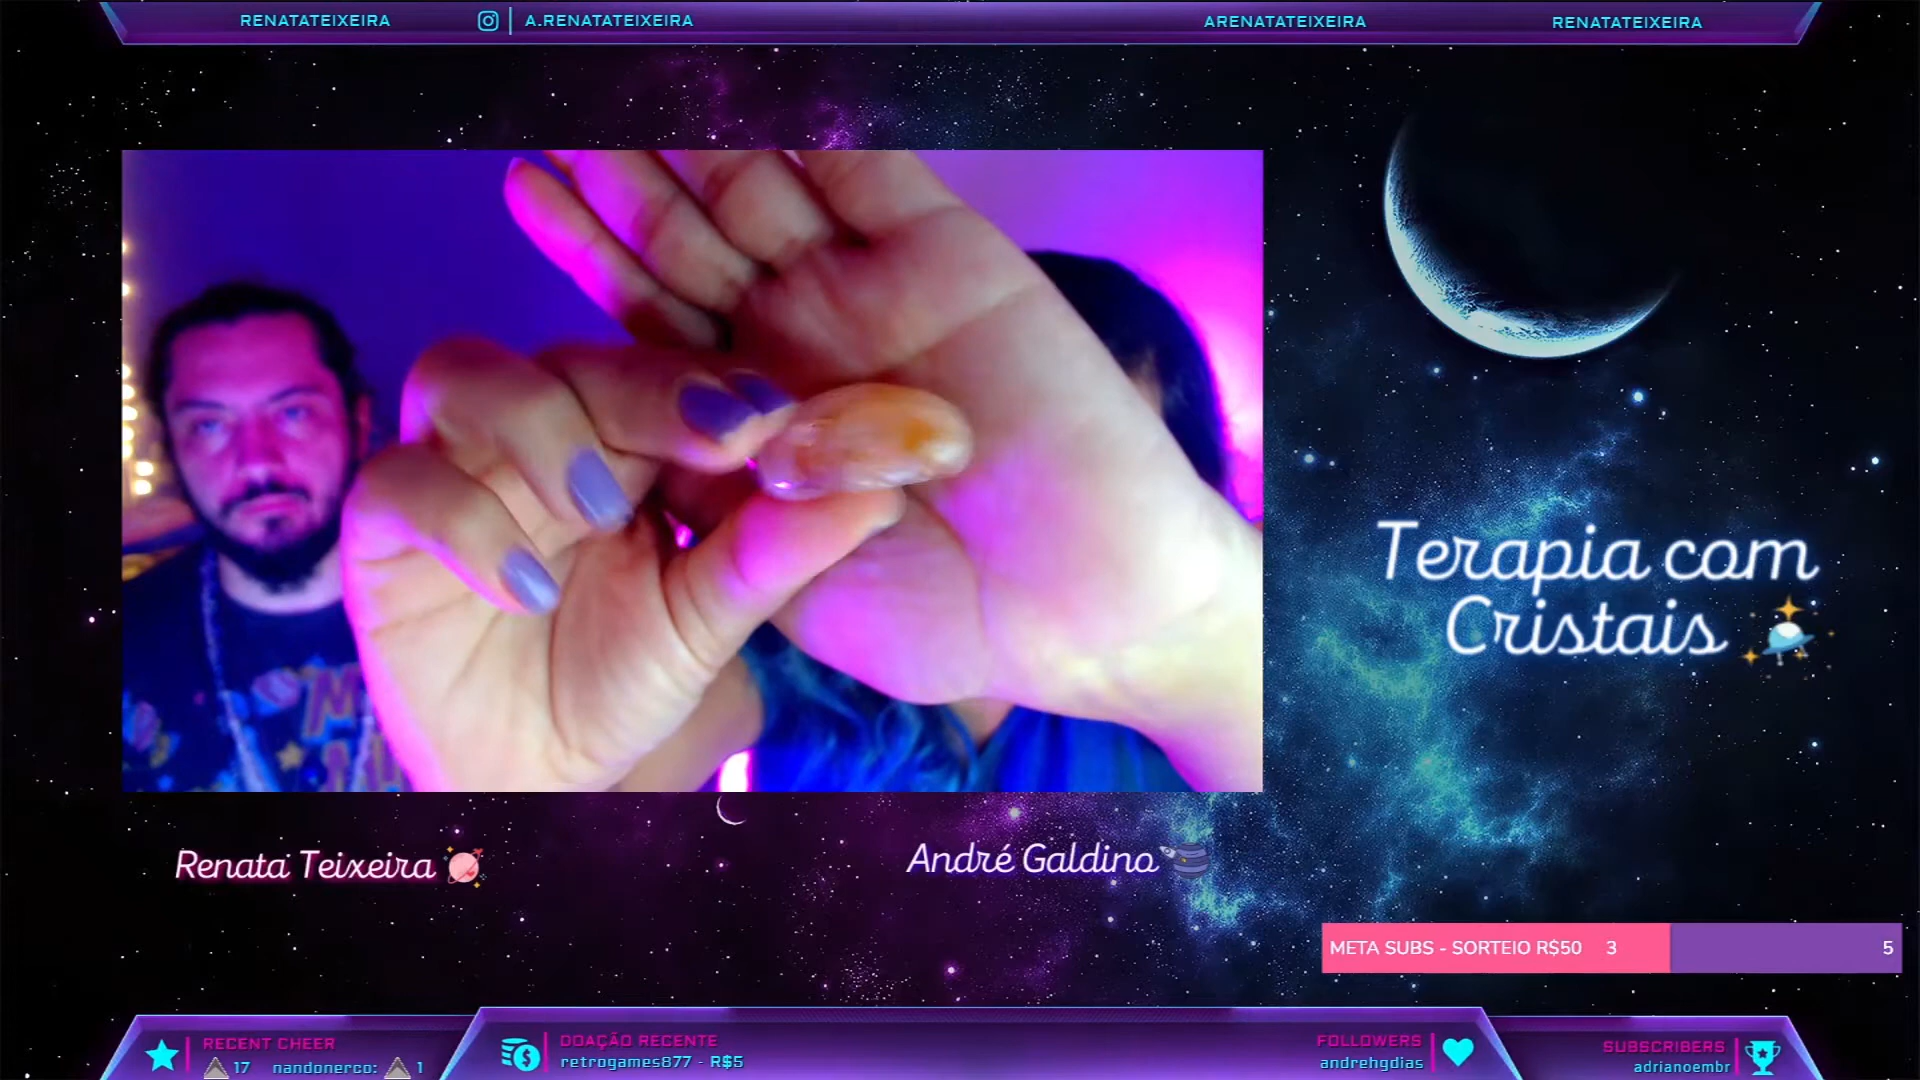 RENATATEIXEIRA
A.RENATATEIXEIRA
ARENATATEIXEIRA
RENATATEIXEIRA
Terapia com
Cristais
Renata Teixeira
André Galdino
META SUBS - SORTEIO R$50 3
5
RECENT CHEER
17 nandonerco: 1
DOAÇÃO RECENTE
retrogames877 - R$5
FOLLOWERS
andrehgdias
SUBSCRIBERS
adrianoembr